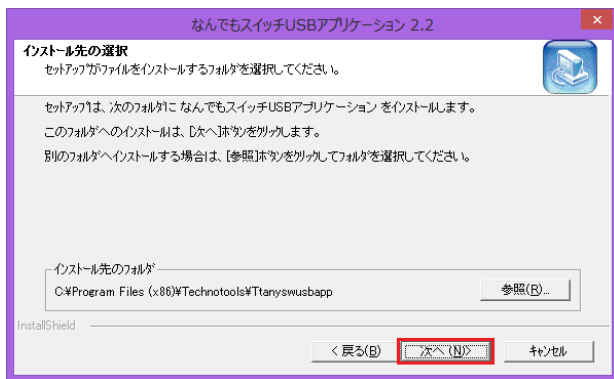 なんでもスイッチUSBアプリケーション 2.2
インストール先の選択
セットアップがファイルをインストールするフォルダを選択してください。
セットアップは、次のフォルダに なんでもスイッチUSBアプリケーション をインストールします。
このフォルダへのインストールは、[次へ]ボタンをクリックします。
別のフォルダへインストールする場合は、[参照]ボタンをクリックしてフォルダを選択してください。
インストール先のフォルダ
C:¥Program Files (x86)¥Technotools¥Ttanyswusbapp
参照(R)...
InstallShield
< 戻る(B)
次へ(N)>
キャンセル